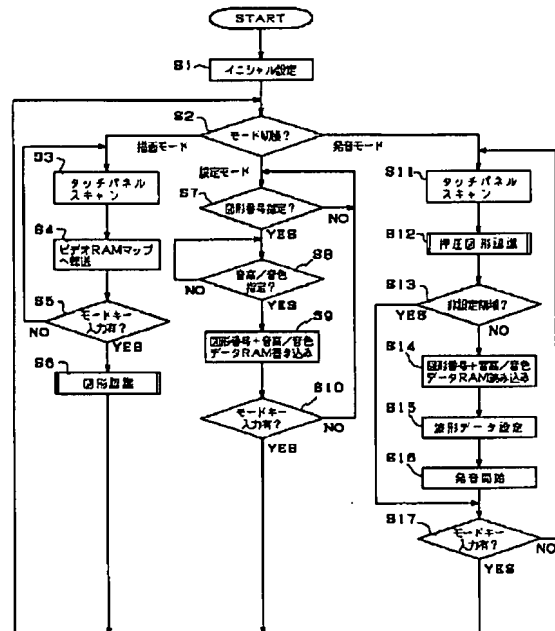 START
S1
イニシャル設定
S2
モード切換?
描画モード
設定モード
発音モード
S3
タッチパネル
スキャン
S4
ビデオRAMマップ
へ転送
S5
モードキー
入力有?
NO
YES
S6
図形認識
S7
図形番号指定?
NO
YES
S8
音高/音色
指定?
YES
S9
図形番号+音高/音色
データRAM書き込み
S10
モードキー
入力有?
NO
YES
S11
タッチパネル
スキャン
S12
押圧図形認識
S13
非設定領域?
YES
NO
S14
図形番号+音高/音色
データRAM読み込む
S15
波形データ設定
S16
発音開始
S17
モードキー
入力有?
NO
YES